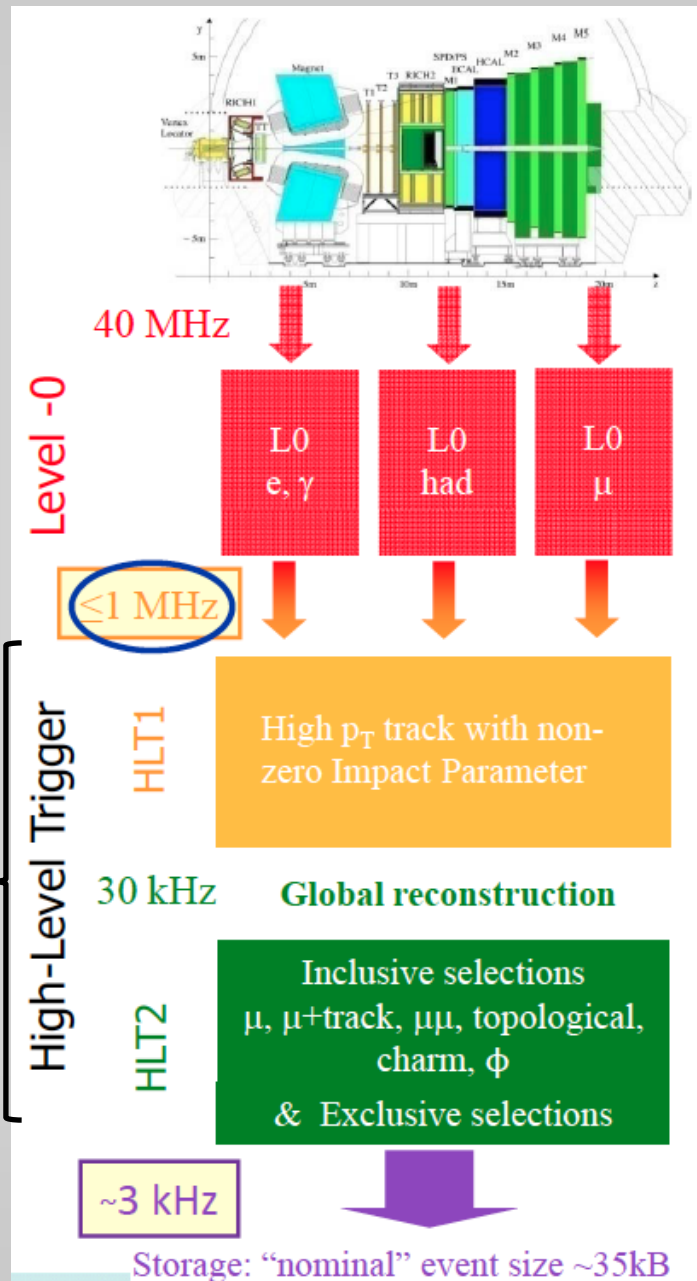 y
5m
Magnet
RICH1
Vertex
Locator
TT
T1
T2
T3
RICH2
SPD/PS
M1
ECAL
HCAL
M2
M3
M4
M5
-5m
5m
10m
15m
20m
z
40 MHz
Level -0
L0
e, γ
L0
had
L0
μ
≤1 MHz
High-Level Trigger
HLT1
High pT track with non-
zero Impact Parameter
30 kHz
Global reconstruction
HLT2
Inclusive selections
μ, μ+track, μμ, topological,
charm, ϕ
& Exclusive selections
~3 kHz
Storage: “nominal” event size ~35kB